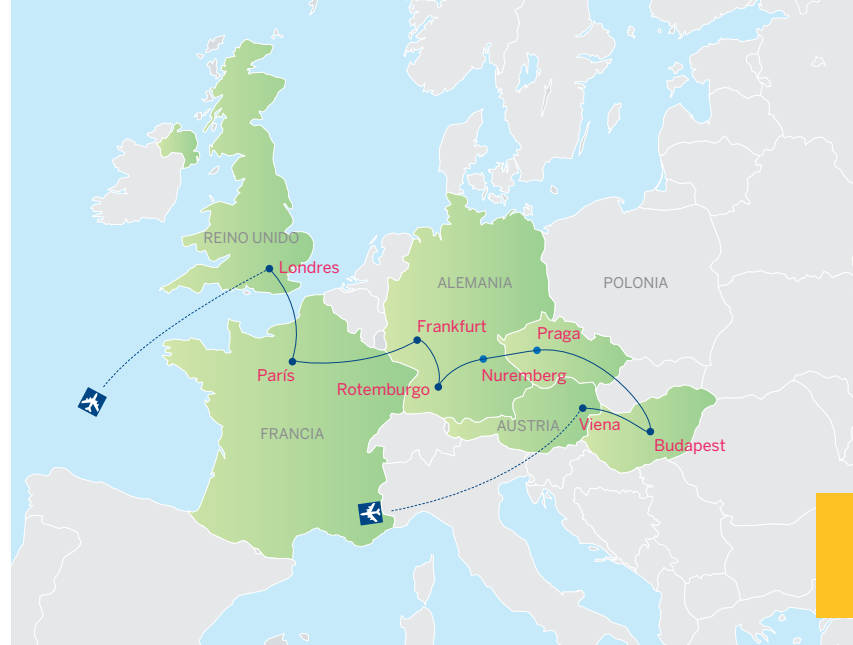 REINO UNIDO
Londres
ALEMANIA
POLONIA
Frankfurt
Praga
París
Nuremberg
Rotemburgo
FRANCIA
AUSTRIA
Viena
Budapest